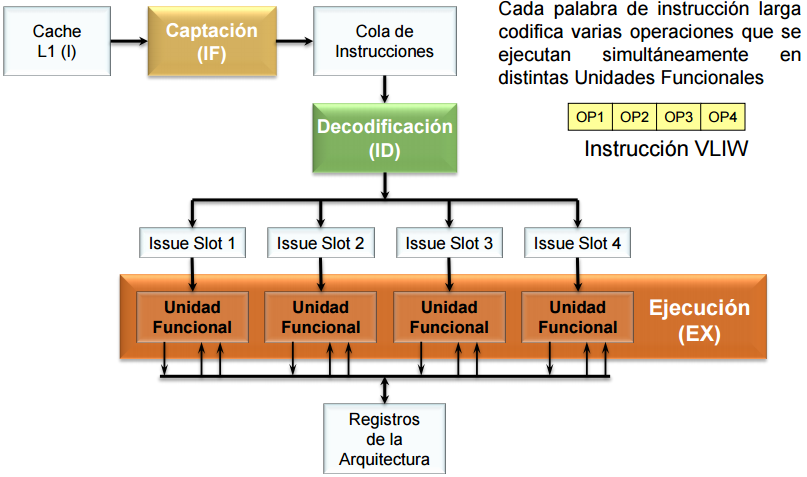 Cache
L1 (I)
Captación
(IF)
Cola de
Instrucciones
Cada palabra de instrucción larga
codifica varias operaciones que se
ejecutan simultáneamente en
distintas Unidades Funcionales
OP1 OP2 OP3 OP4
Instrucción VLIW
Decodificación
(ID)
Issue Slot 1
Issue Slot 2
Issue Slot 3
Issue Slot 4
Unidad
Funcional
Unidad
Funcional
Unidad
Funcional
Unidad
Funcional
Ejecución
(EX)
Registros
de la
Arquitectura